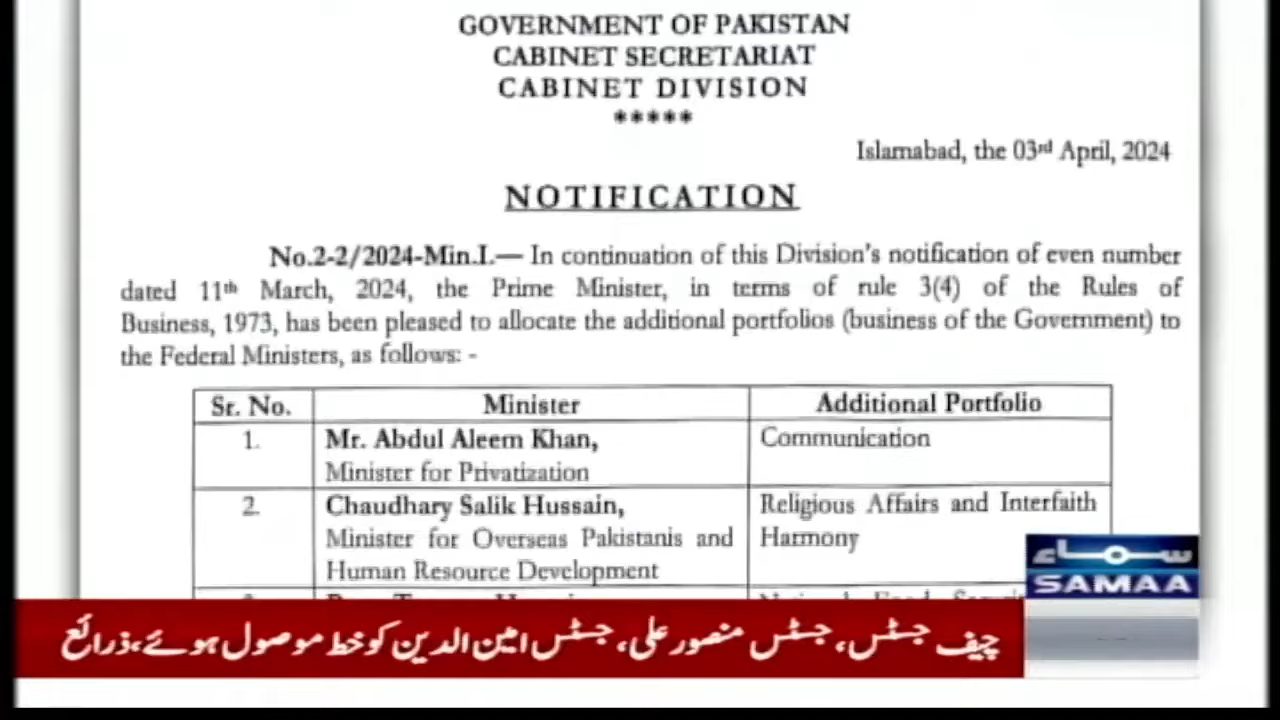 GOVERNMENT OF PAKISTAN
CABINET SECRETARIAT
CABINET DIVISION
*****
Islamabad, the 03rd April, 2024
NOTIFICATION
No.2-2/2024-Min.I.— In continuation of this Division's notification of even number
dated 11th March, 2024, the Prime Minister, in terms of rule 3(4) of the Rules of
Business, 1973, has been pleased to allocate the additional portfolios (business of the Government) to
the Federal Ministers, as follows: -
Sr. No. Minister Additional Portfolio
1. Mr. Abdul Aleem Khan, Communication
Minister for Privatization
2. Chaudhary Salik Hussain, Religious Affairs and Interfaith
Minister for Overseas Pakistanis and Harmony
Human Resource Development
سماء
SAMAA
چیف جسٹس، جسٹس منصور علی، جسٹس امین الدین کو خط موصول ہوئے، ذرائع